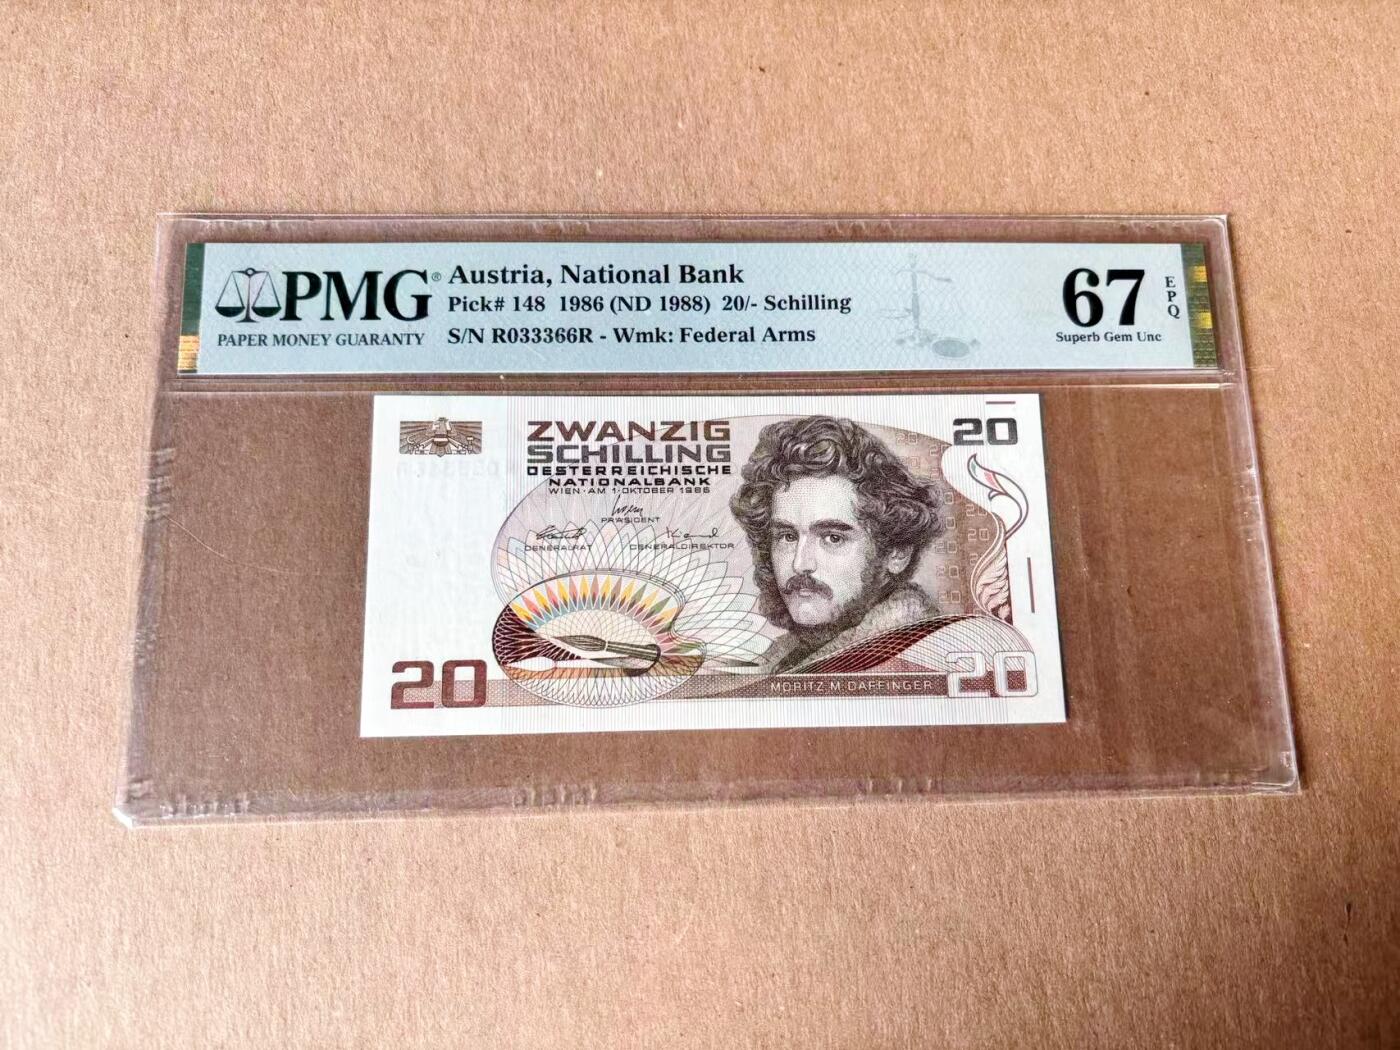 PMG®
PAPER MONEY GUARANTY
Austria, National Bank
Pick# 148 1986 (ND 1988) 20/- Schilling
S/N R033366R - Wmk: Federal Arms
67
EPQ
Superb Gem Unc
ZWANZIG
SCHILLING
OESTERREICHISCHE
NATIONALBANK
WIEN·AM 1·OKTOBER 1986
PRÄSIDENT
GENERALRAT
GENERALDIREKTOR
20
20
MORITZ M. DAFFINGER
20